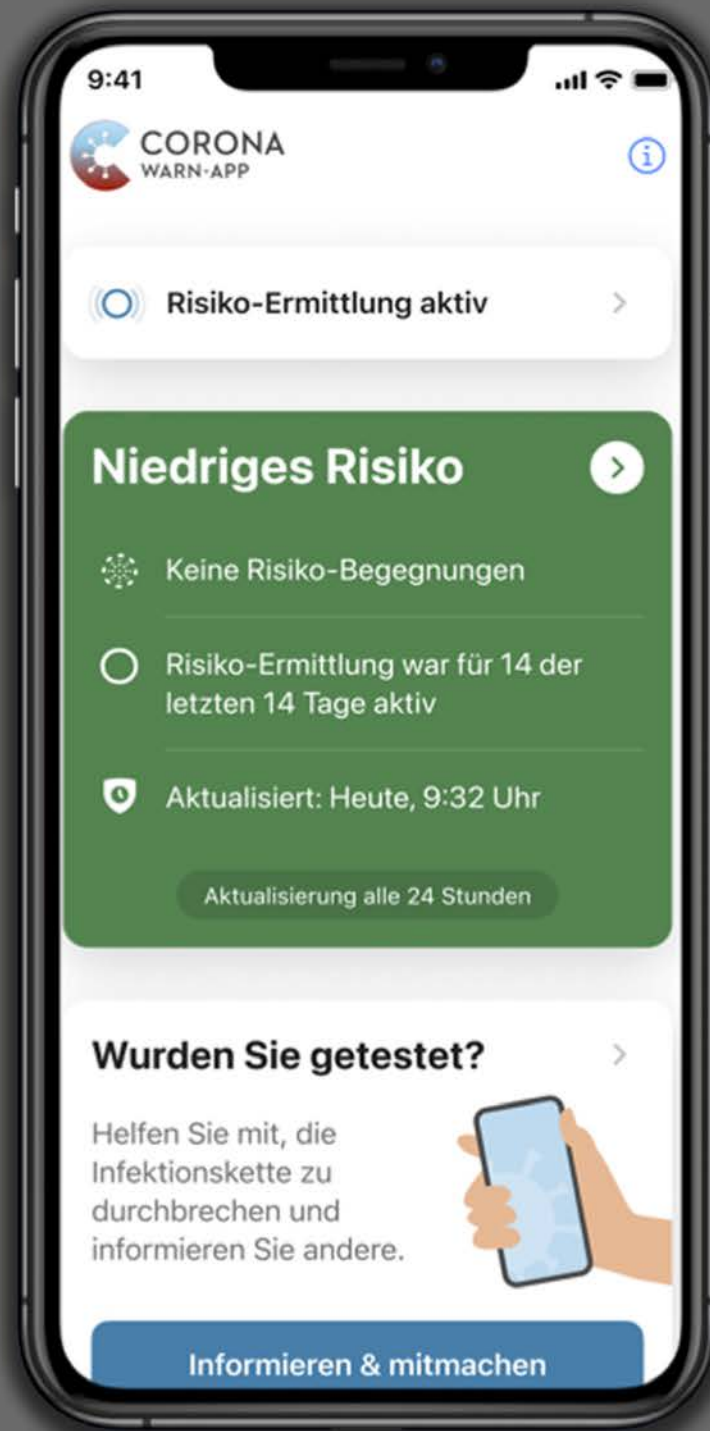 9:41
CORONA
WARN-APP
Risiko-Ermittlung aktiv
Niedriges Risiko
Keine Risiko-Begegnungen
Risiko-Ermittlung war für 14 der
letzten 14 Tage aktiv
Aktualisiert: Heute, 9:32 Uhr
Aktualisierung alle 24 Stunden
Wurden Sie getestet?
Helfen Sie mit, die
Infektionskette zu
durchbrechen und
informieren Sie andere.
Informieren & mitmachen